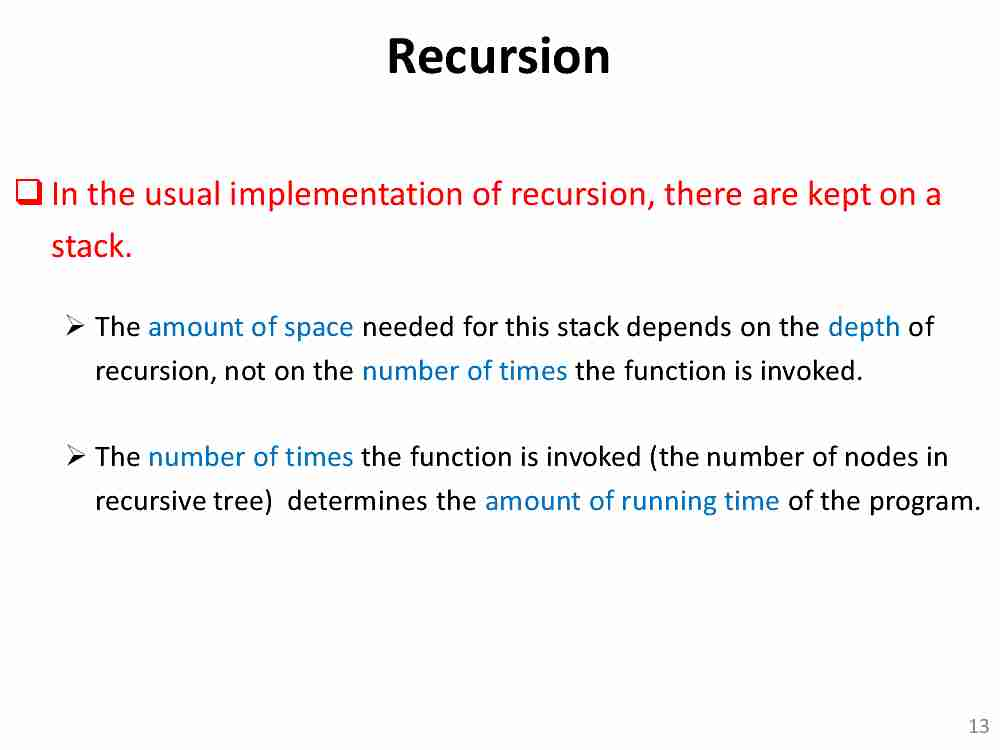 Recursion
❑ In the usual implementation of recursion, there are kept on a
stack.
➢ The amount of space needed for this stack depends on the depth of
recursion, not on the number of times the function is invoked.
➢ The number of times the function is invoked (the number of nodes in
recursive tree)  determines the amount of running time of the program.
13